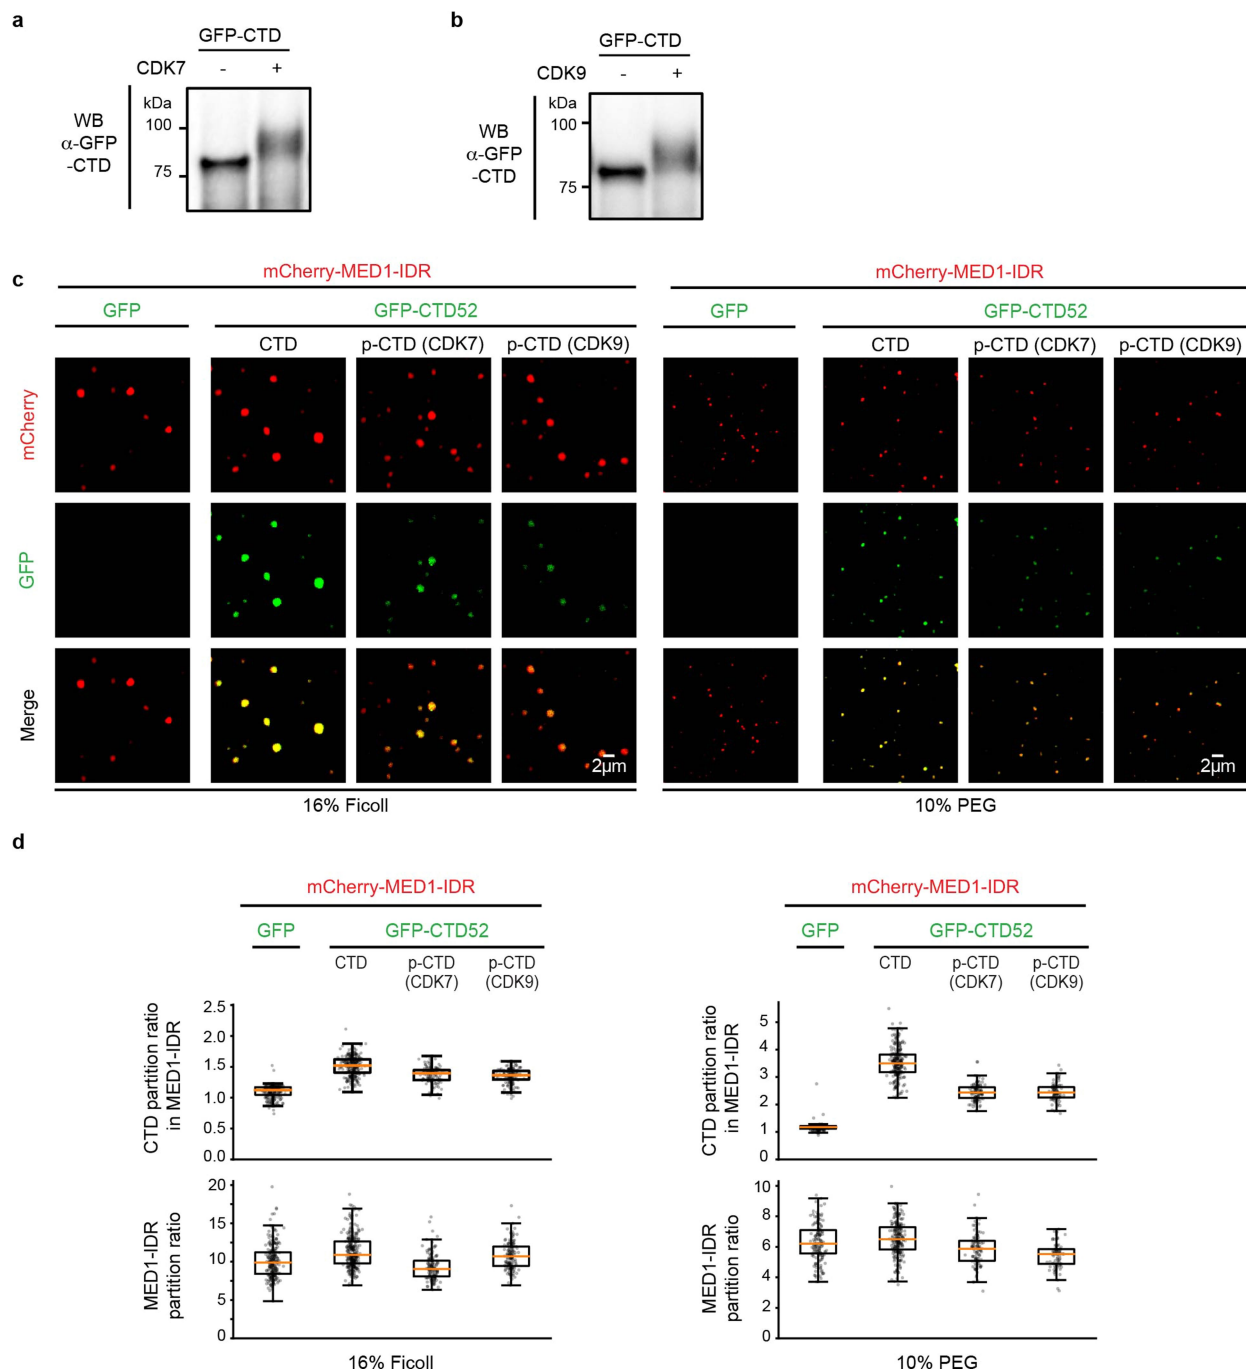 a
GFP-CTD
CDK7 - +
kDa
100
75
WB
α-GFP
-CTD
b
GFP-CTD
CDK9 - +
kDa
100
75
WB
α-GFP
-CTD
c
mCherry-MED1-IDR
GFP GFP-CTD52
CTD p-CTD (CDK7) p-CTD (CDK9)
mCherry
GFP
Merge
2µm
16% Ficoll
mCherry-MED1-IDR
GFP GFP-CTD52
CTD p-CTD (CDK7) p-CTD (CDK9)
2µm
10% PEG
d
mCherry-MED1-IDR
GFP GFP-CTD52
CTD p-CTD p-CTD
(CDK7) (CDK9)
CTD partition ratio
in MED1-IDR
2.5
2.0
1.5
1.0
0.5
0.0
MED1-IDR
partition ratio
20
15
10
5
0
16% Ficoll
mCherry-MED1-IDR
GFP GFP-CTD52
CTD p-CTD p-CTD
(CDK7) (CDK9)
CTD partition ratio
in MED1-IDR
5
4
3
2
1
0
MED1-IDR
partition ratio
10
8
6
4
2
0
10% PEG